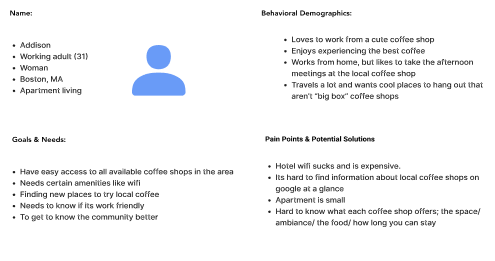 Name:
• Addison
• Working adult (31)
• Woman
• Boston, MA
• Apartment living
Behavioral Demographics:
• Loves to work from a cute coffee shop
• Enjoys experiencing the best coffee
• Works from home, but likes to take the afternoon
meetings at the local coffee shop
• Travels a lot and wants cool places to hang out that
aren't "big box" coffee shops
Goals & Needs:
• Have easy access to all available coffee shops in the area
• Needs certain amenities like wifi
• Finding new places to try local coffee
• Needs to know if its work friendly
• To get to know the community better
Pain Points & Potential Solutions
• Hotel wifi sucks and is expensive.
• Its hard to find information about local coffee shops on
google at a glance
• Apartment is small
• Hard to know what each coffee shop offers; the space/
ambiance/ the food/ how long you can stay